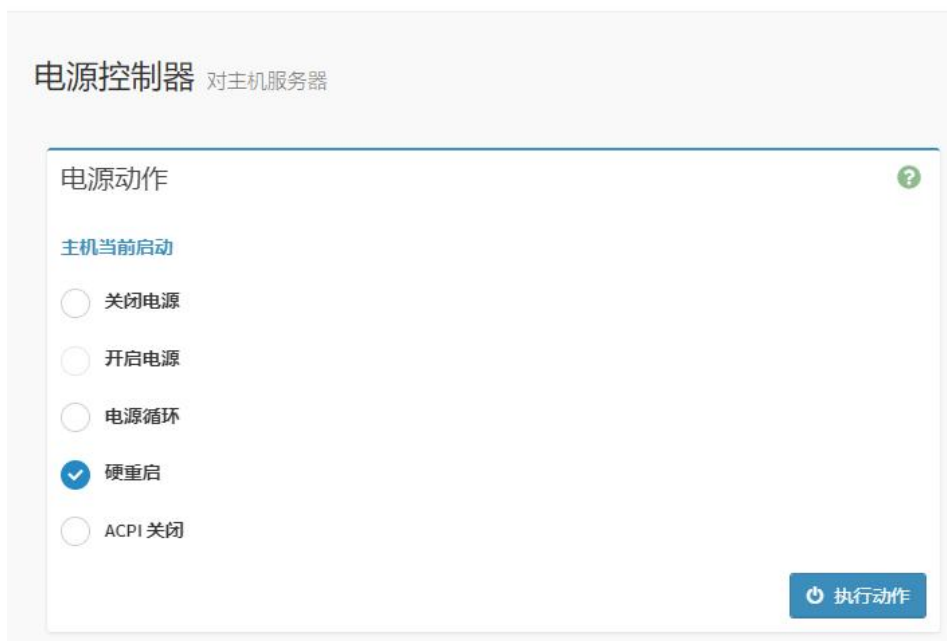 电源控制器 对主机服务器
电源动作
主机当前启动
关闭电源
开启电源
电源循环
硬重启
ACPI 关闭
执行动作